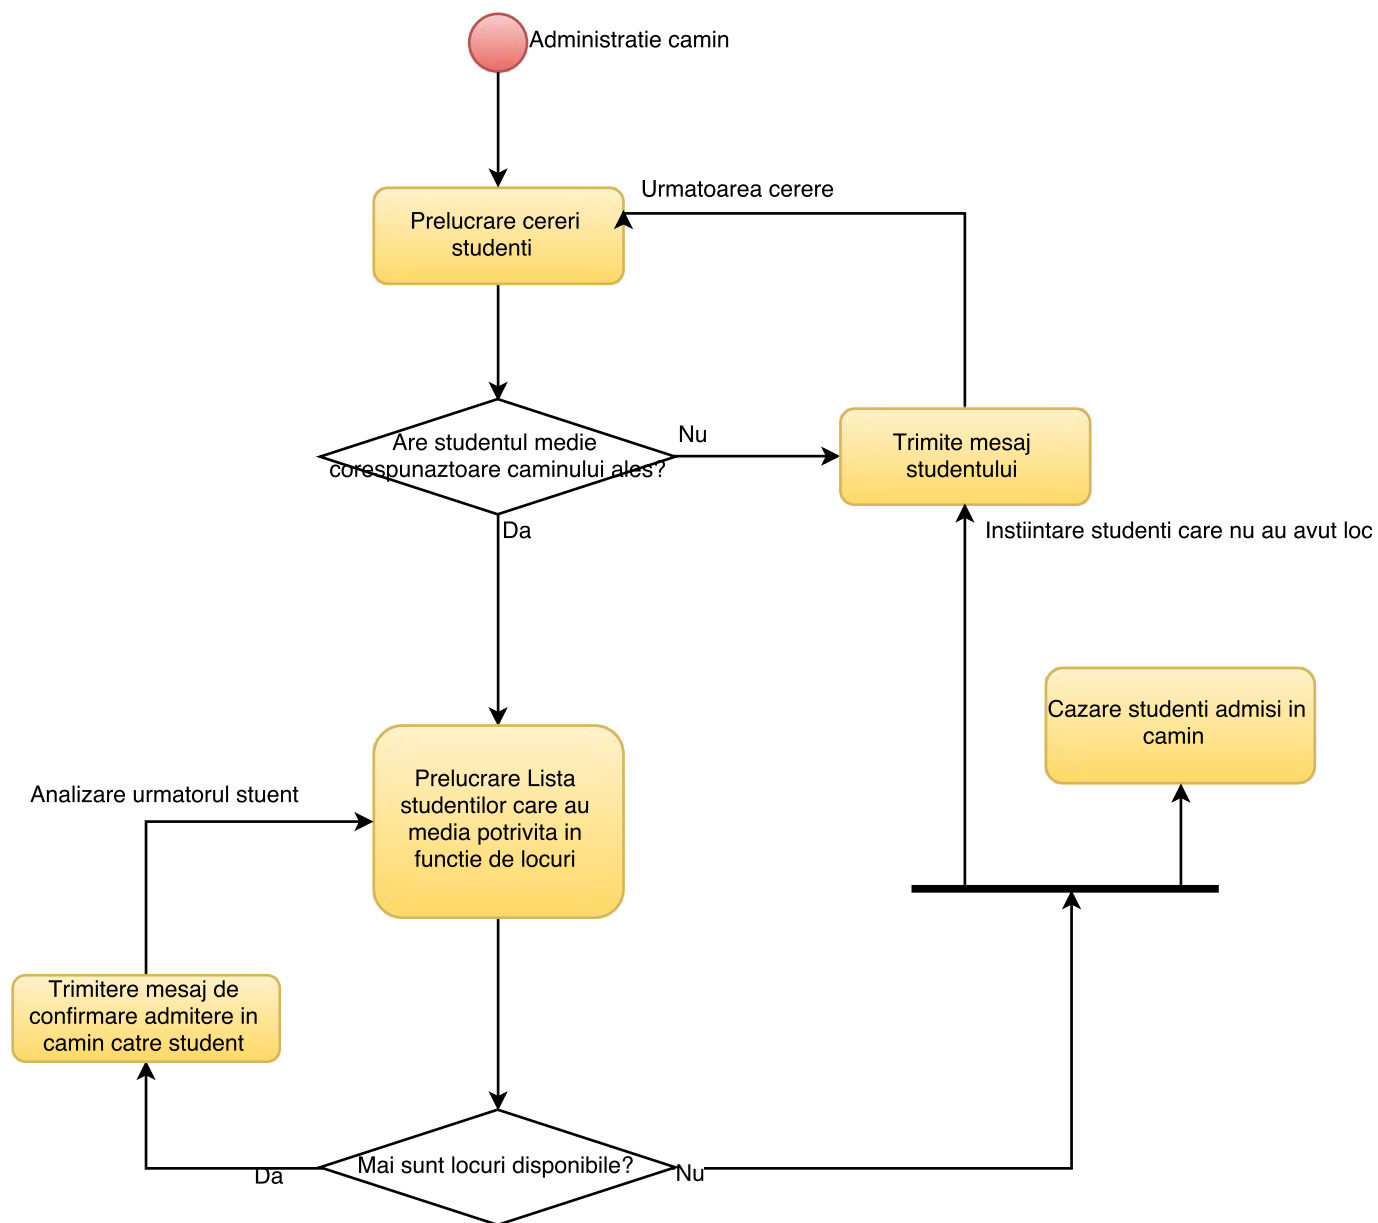 Administratie camin
Urmatoarea cerere
Prelucrare cereri
studenti
Are studentul medie
corespunaztoare caminului ales?
Nu
Trimite mesaj
studentului
Da
Instiintare studenti care nu au avut loc
Cazare studenti admisi in
camin
Prelucrare Lista
studentilor care au
media potrivita in
functie de locuri
Analizare urmatorul stuent
Trimitere mesaj de
confirmare admitere in
camin catre student
Mai sunt locuri disponibile?
Da
Nu